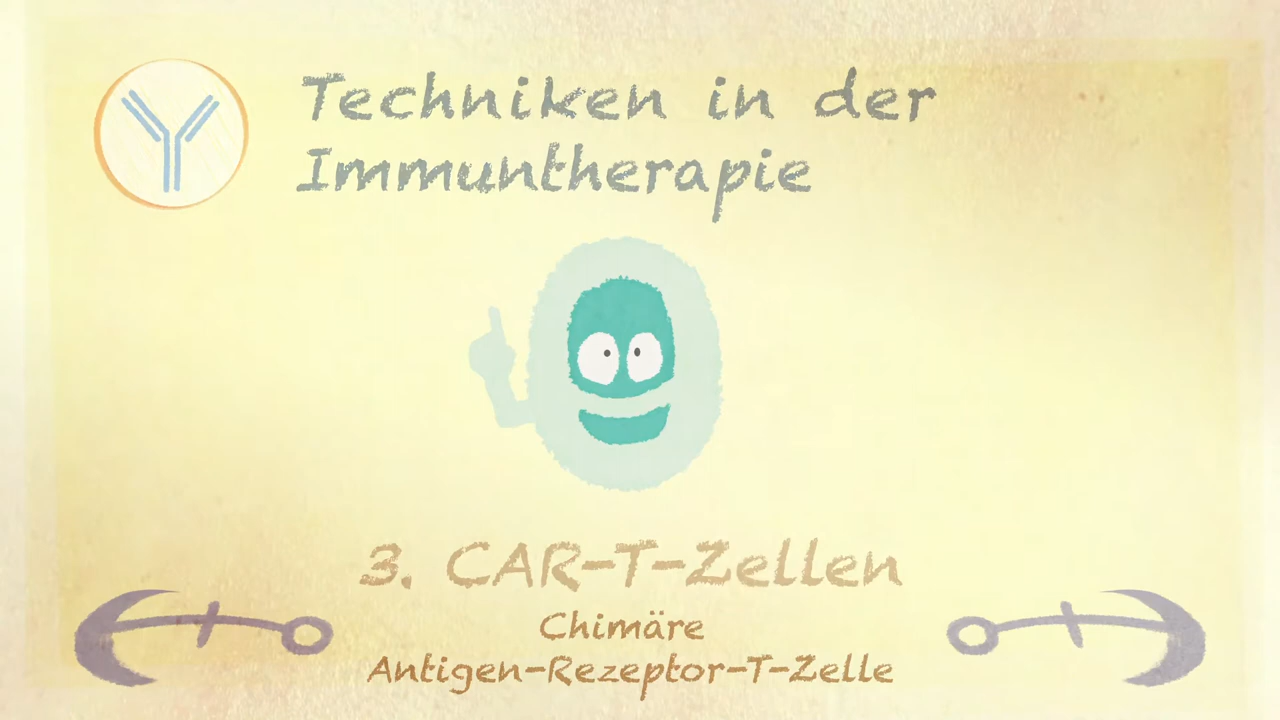 Techniken in der
Immuntherapie
3. CAR-T-Zellen
Chimäre
Antigen-Rezeptor-T-Zelle